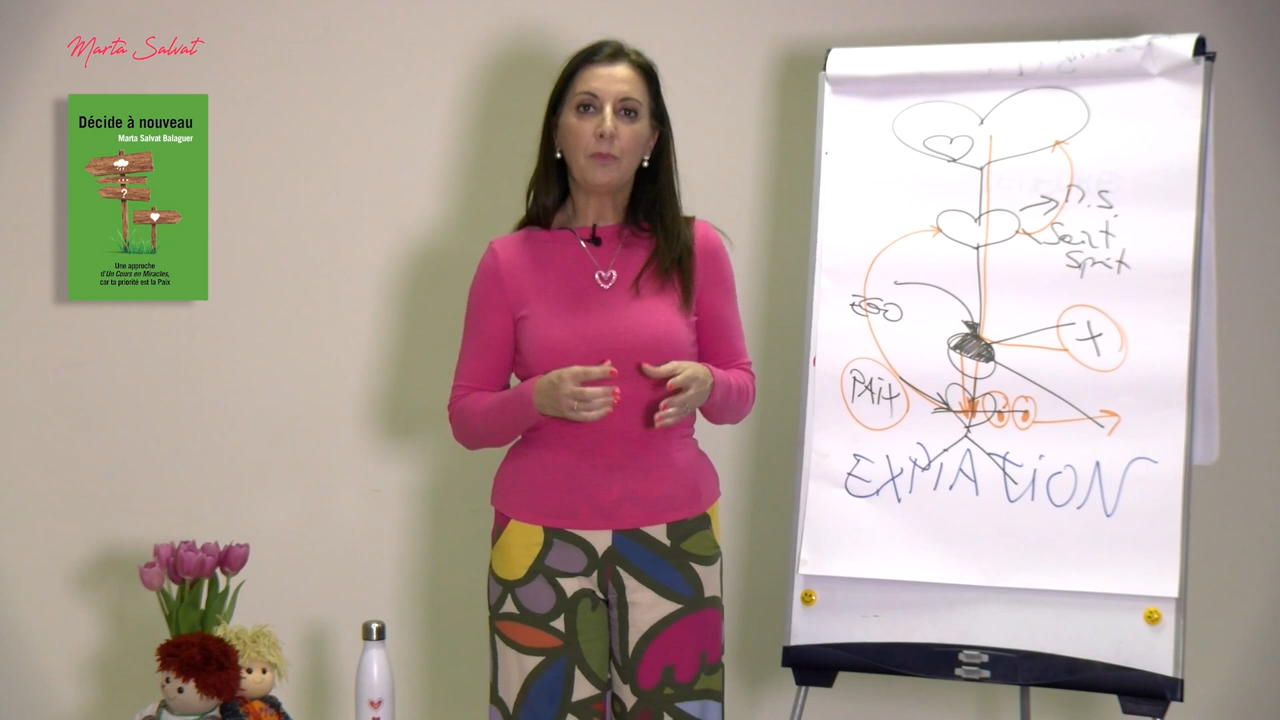 Marta Salvat
Décide à nouveau
Marta Salvat Balaguer
?
Une approche
d'Un Cours en Miracles,
car ta priorité est la Paix
Saint
Sprit
EGO
+
PAIX
EXPIATION